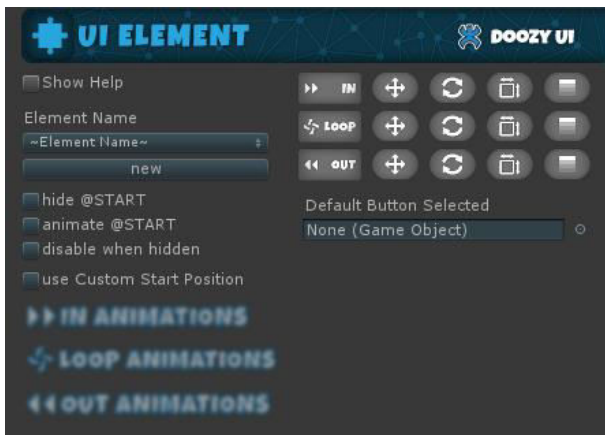 UI ELEMENT
DOOZY UI
Show Help
IN
Element Name
LOOP
~Element Name~
new
OUT
hide @START
Default Button Selected
animate @START
None (Game Object)
disable when hidden
use Custom Start Position
IN ANIMATIONS
LOOP ANIMATIONS
OUT ANIMATIONS